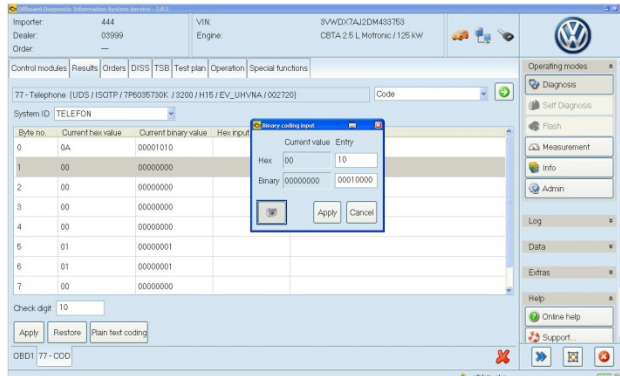 Offboard Diagnostic Information System Service - 2.0.2
Importer: 444 VIN: 3VWDX7AJ2DM433753
Dealer: 03999 Engine: CBTA 2.5 L Motronic / 125 kW
Order: —
Control modules Results Orders DISS TSB Test plan Operation Special functions
77 - Telephone (UDS / ISOTP / 7P6035730K / 3200 / H15 / EV_UHVNA / 002720) Code
System ID TELEFON
Byte no. Current hex value Current binary value Hex input
0 0A 00001010
1 00 00000000
2 00 00000000
3 00 00000000
4 00 00000000
5 01 00000001
6 01 00000001
7 00 00000000
Binary coding input
Current value Entry
Hex 00 10
Binary 00000000 00010000
Apply Cancel
Check digit 10
Apply Restore Plain text coding
OBD1 77 - COD
Operating modes
Diagnosis
Self Diagnosis
Flash
Measurement
Info
Admin
Log
Data
Extras
Help
Online help
Support...